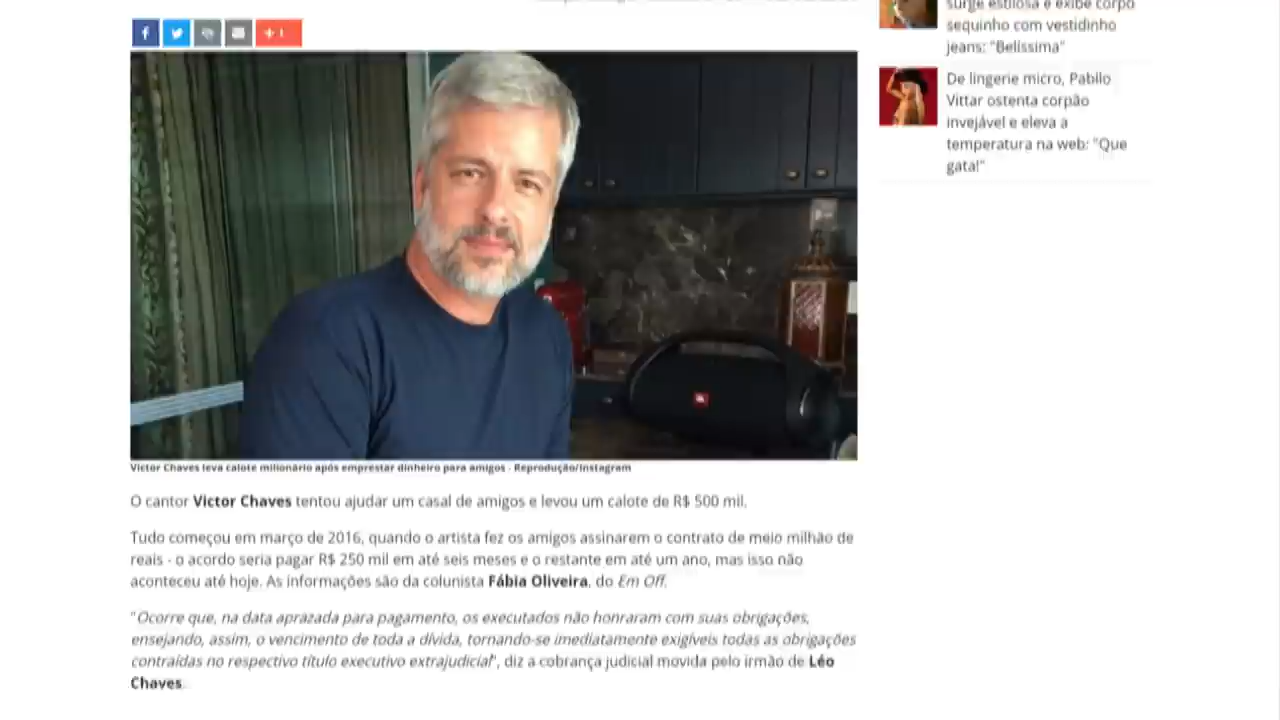 surge estilosa e exibe corpo
sequinho com vestidinho
jeans: "Belíssima"
De lingerie micro, Pabllo
Vittar ostenta corpão
invejável e eleva a
temperatura na web: "Que
gata!"
Victor Chaves leva calote milionário após emprestar dinheiro para amigos - Reprodução/Instagram
O cantor Victor Chaves tentou ajudar um casal de amigos e levou um calote de R$ 500 mil.
Tudo começou em março de 2016, quando o artista fez os amigos assinarem o contrato de meio milhão de
reais - o acordo seria pagar R$ 250 mil em até seis meses e o restante em até um ano, mas isso não
aconteceu até hoje. As informações são da colunista Fábia Oliveira, do Em Off.
"Ocorre que, na data aprazada para pagamento, os executados não honraram com suas obrigações,
ensejando, assim, o vencimento de toda a dívida, tornando-se imediatamente exigíveis todas as obrigações
contraídas no respectivo título executivo extrajudicial", diz a cobrança judicial movida pelo irmão de Léo
Chaves.